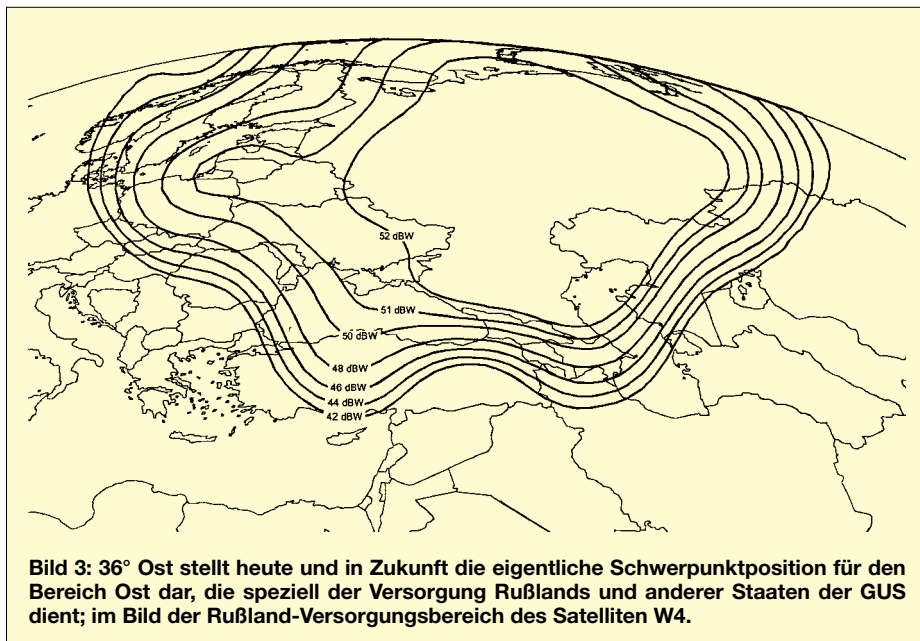 52 dBW
51 dBW
50 dBW
48 dBW
46 dBW
44 dBW
42 dBW
Bild 3: 36° Ost stellt heute und in Zukunft die eigentliche Schwerpunktposition für den
Bereich Ost dar, die speziell der Versorgung Rußlands und anderer Staaten der GUS
dient; im Bild der Rußland-Versorgungsbereich des Satelliten W4.